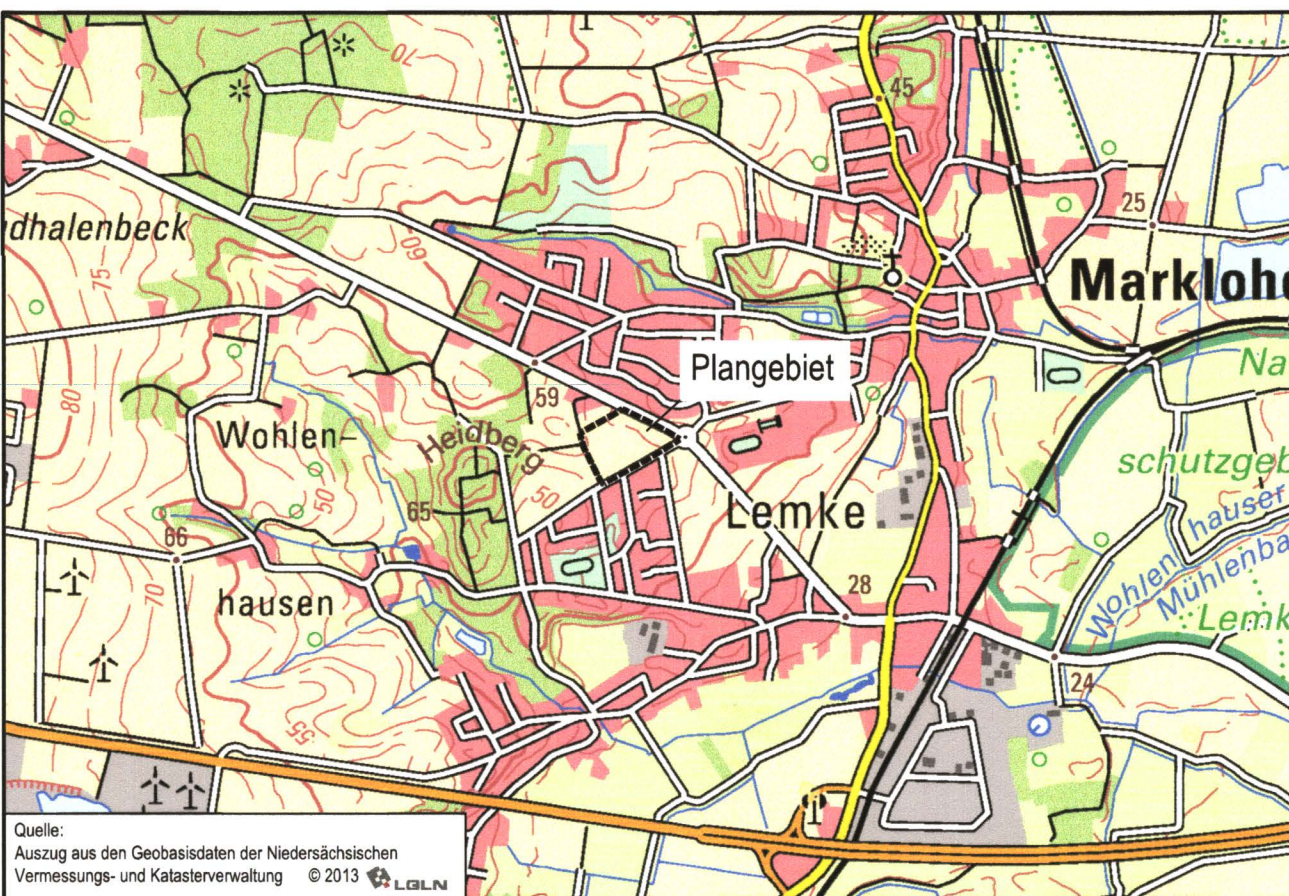 70
45
dhalenbeck
75
60
25
Marklohe
Na
Plangebiet
59
80
Wohlen-
Heidberg
50
50
schutzgeb
65
Lemke
hauser
66
Wohlen
Mühlenba
70
hausen
28
Lemk
24
55
Quelle:
Auszug aus den Geobasisdaten der Niedersächsischen
Vermessungs- und Katasterverwaltung © 2013 LGLN